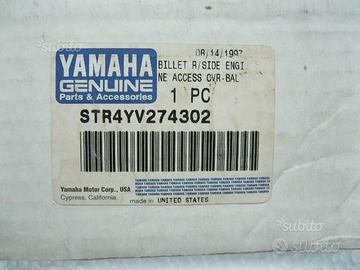 08/14/1997
YAMAHA
BILLET R/SIDE ENGI
GENUINE
NE ACCESS CVR-BAL
Parts & Accessories
1 PC
STR4YV274302
Yamaha Motor Corp., USA
Cypress, California
made in UNITED STATES
subito